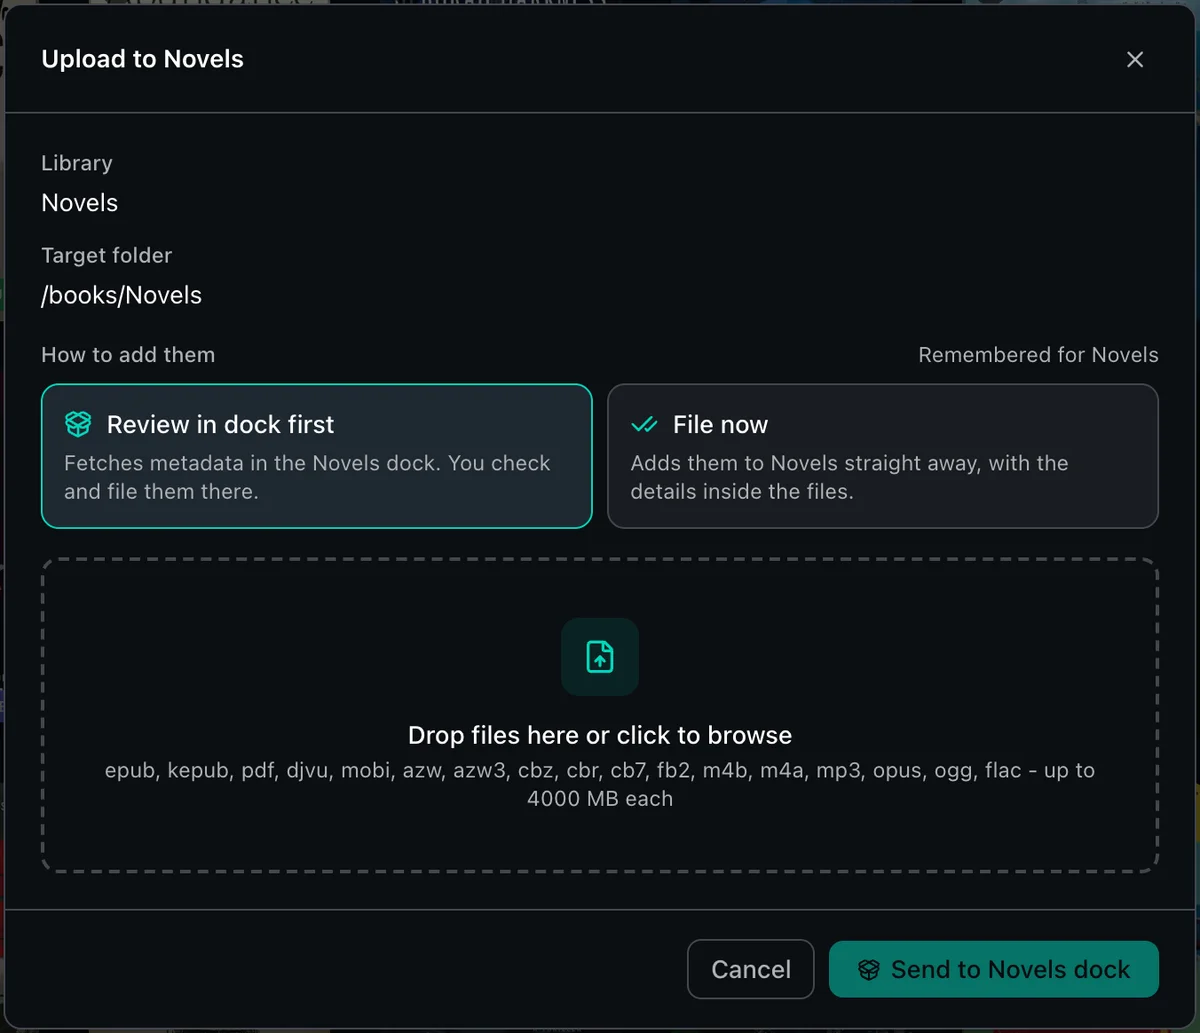 Upload to Novels
Library
Novels
Target folder
/books/Novels
How to add them
Remembered for Novels
Review in dock first
Fetches metadata in the Novels dock. You check
and file them there.
File now
Adds them to Novels straight away, with the
details inside the files.
Drop files here or click to browse
epub, kepub, pdf, djvu, mobi, azw, azw3, cbz, cbr, cb7, fb2, m4b, m4a, mp3, opus, ogg, flac - up to
4000 MB each
Cancel
Send to Novels dock